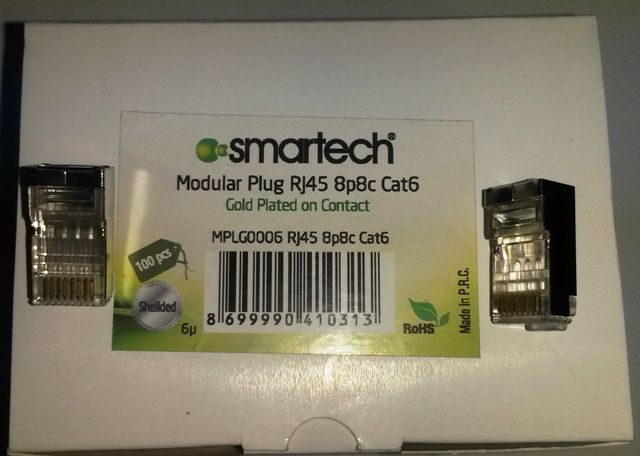 smartech®
Modular Plug RJ45 8p8c Cat6
Gold Plated on Contact
MPLG0006 RJ45 8p8c Cat6
100 pcs
Sheilded
6µ
8 699990 410313
RoHS
Made in P.R.C.